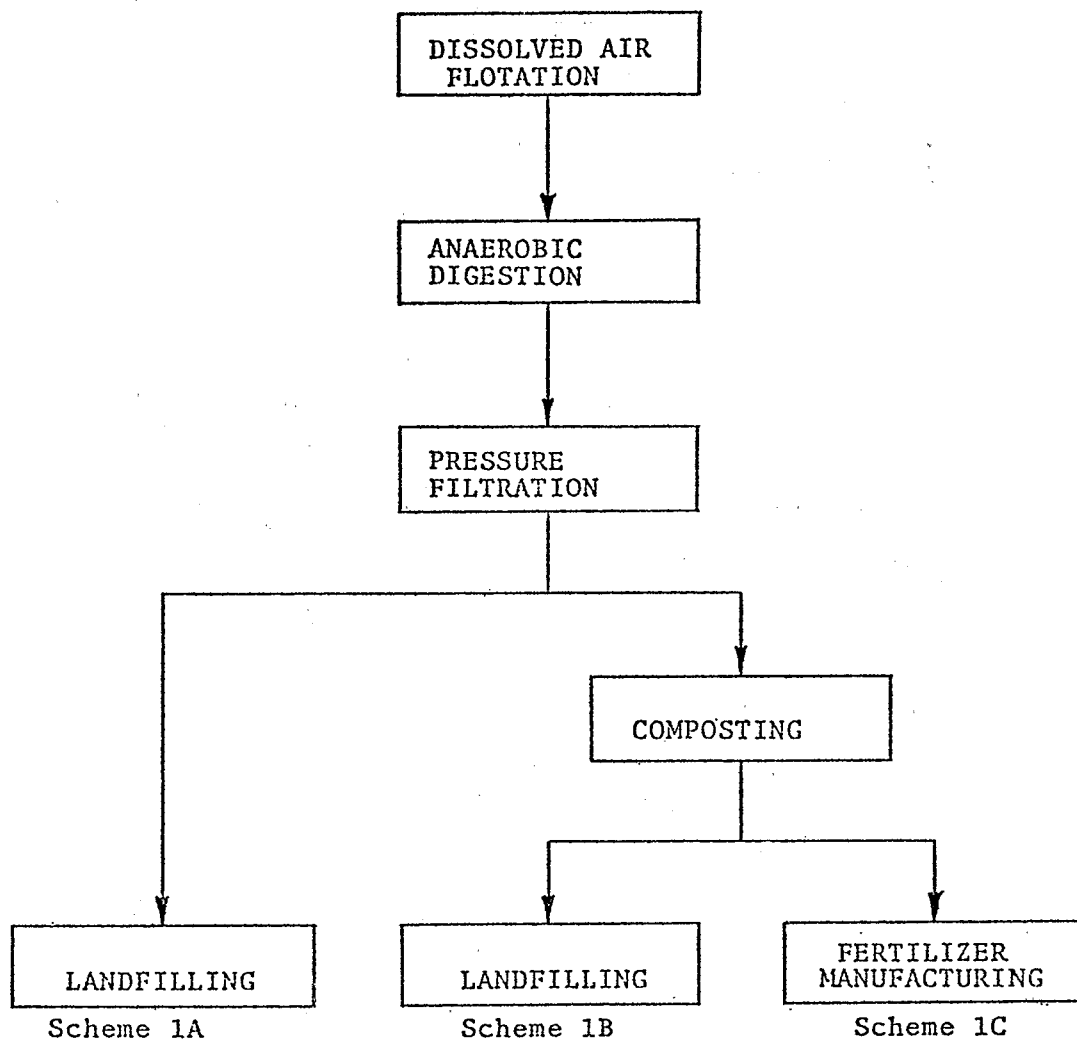 DISSOLVED AIR
FLOTATION
ANAEROBIC
DIGESTION
PRESSURE
FILTRATION
COMPOSTING
LANDFILLING
Scheme 1A
LANDFILLING
Scheme 1B
FERTILIZER
MANUFACTURING
Scheme 1C